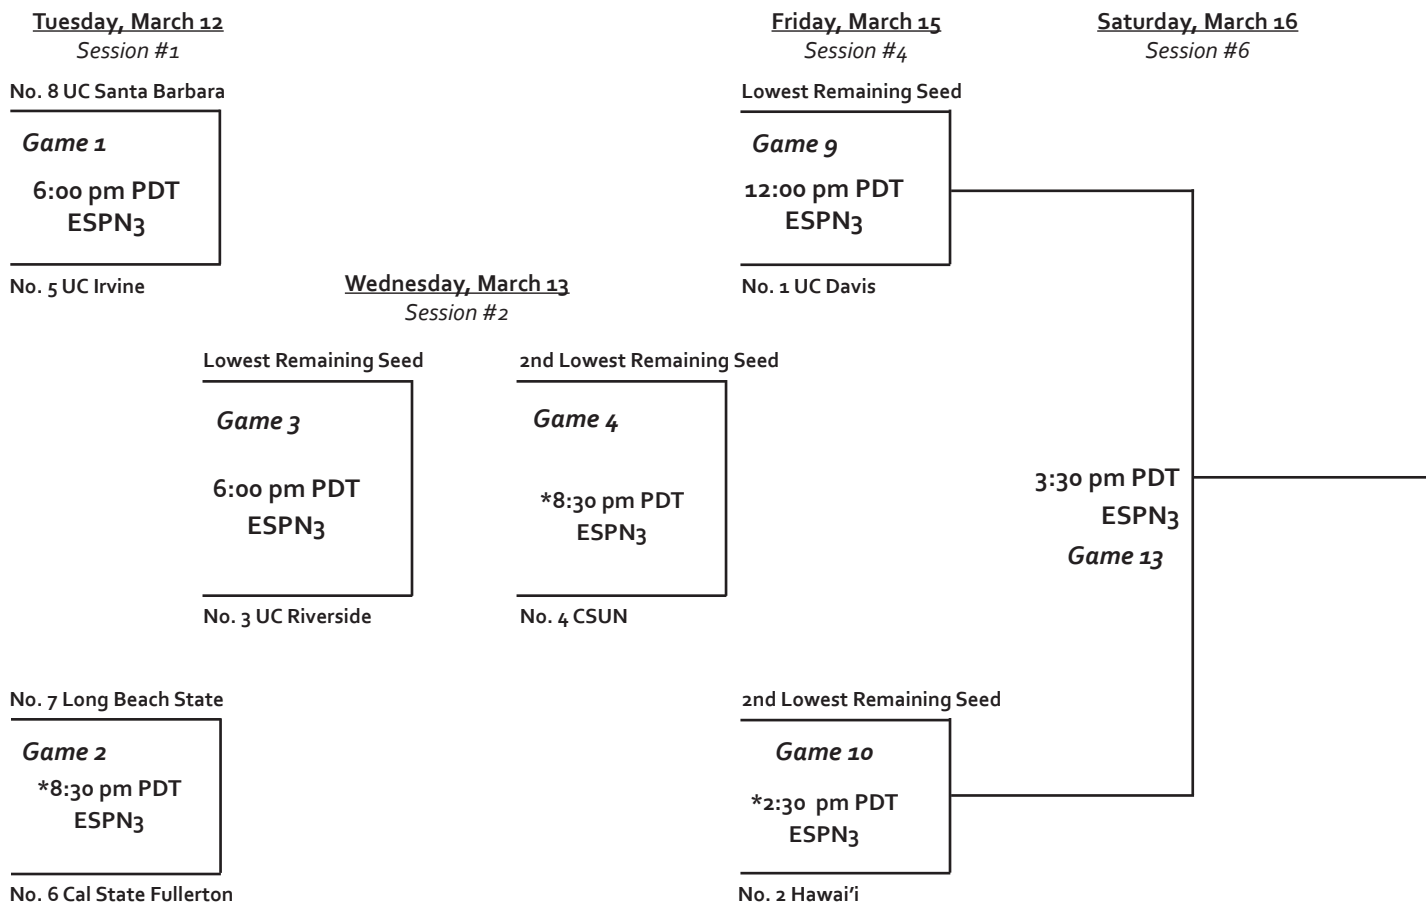 Tuesday, March 12
Session #1
No. 8 UC Santa Barbara
Game 1
6:00 pm PDT
ESPN3
No. 5 UC Irvine
Wednesday, March 13
Session #2
Lowest Remaining Seed
Game 3
6:00 pm PDT
ESPN3
No. 3 UC Riverside
2nd Lowest Remaining Seed
Game 4
*8:30 pm PDT
ESPN3
No. 4 CSUN
No. 7 Long Beach State
Game 2
*8:30 pm PDT
ESPN3
No. 6 Cal State Fullerton
Friday, March 15
Session #4
Lowest Remaining Seed
Game 9
12:00 pm PDT
ESPN3
No. 1 UC Davis
2nd Lowest Remaining Seed
Game 10
*2:30 pm PDT
ESPN3
No. 2 Hawai'i
Saturday, March 16
Session #6
3:30 pm PDT
ESPN3
Game 13